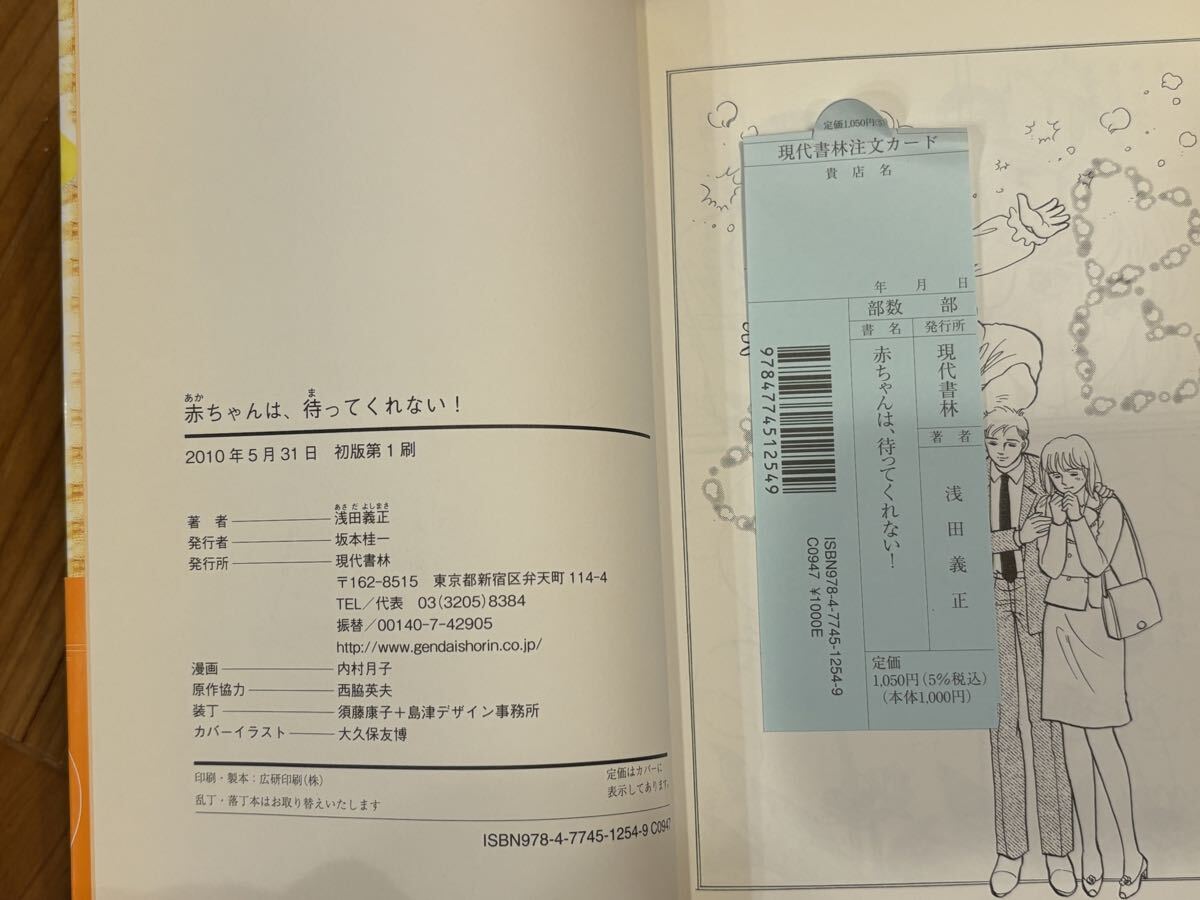 あか ま
赤ちゃんは、待ってくれない！
2010年5月31日　初版第1刷
あさ だ よしまさ
著　者 浅田義正
発行者 坂本桂一
発行所 現代書林
〒162-8515　東京都新宿区弁天町114-4
TEL／代表　03(3205)8384
振替／00140-7-42905
http://www.gendaishorin.co.jp/
漫画 内村月子
原作協力 西脇英夫
装丁 須藤康子＋島津デザイン事務所
カバーイラスト 大久保友博
印刷・製本：広研印刷(株)
乱丁・落丁本はお取り替えいたします
定価はカバーに
表示してあります。
ISBN978-4-7745-1254-9 C0947
定価1,050円⑤
現代書林注文カード
貴　店　名
年　月　日
部数　部
発行所
現代書林
著　者
浅田義正
書　名
赤ちゃんは、待ってくれない！
9784774512549
ISBN978-4-7745-1254-9
C0947 ¥1000E
定価
1,050円（5%税込）
（本体1,000円）